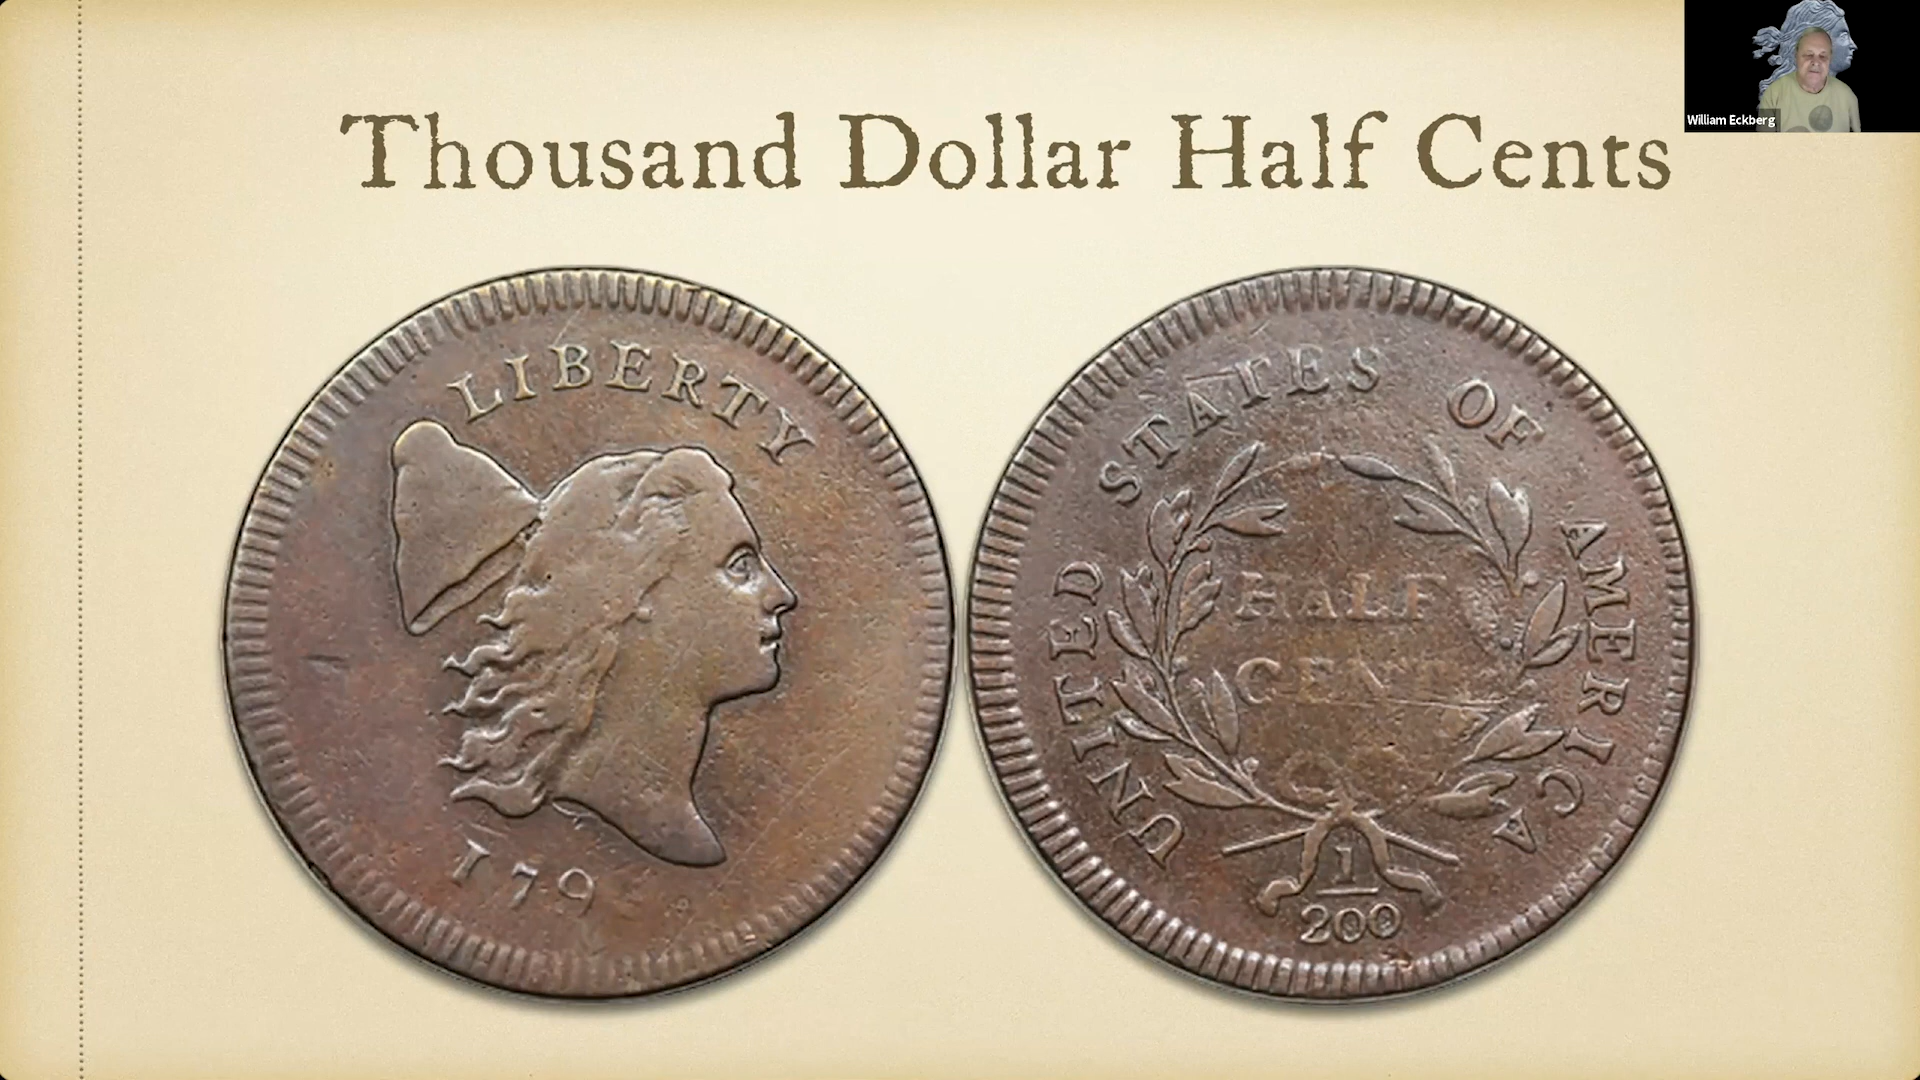 Thousand Dollar Half Cents
William Eckberg
LIBERTY
179
UNITED STATES OF AMERICA
HALF
CENT
1
200